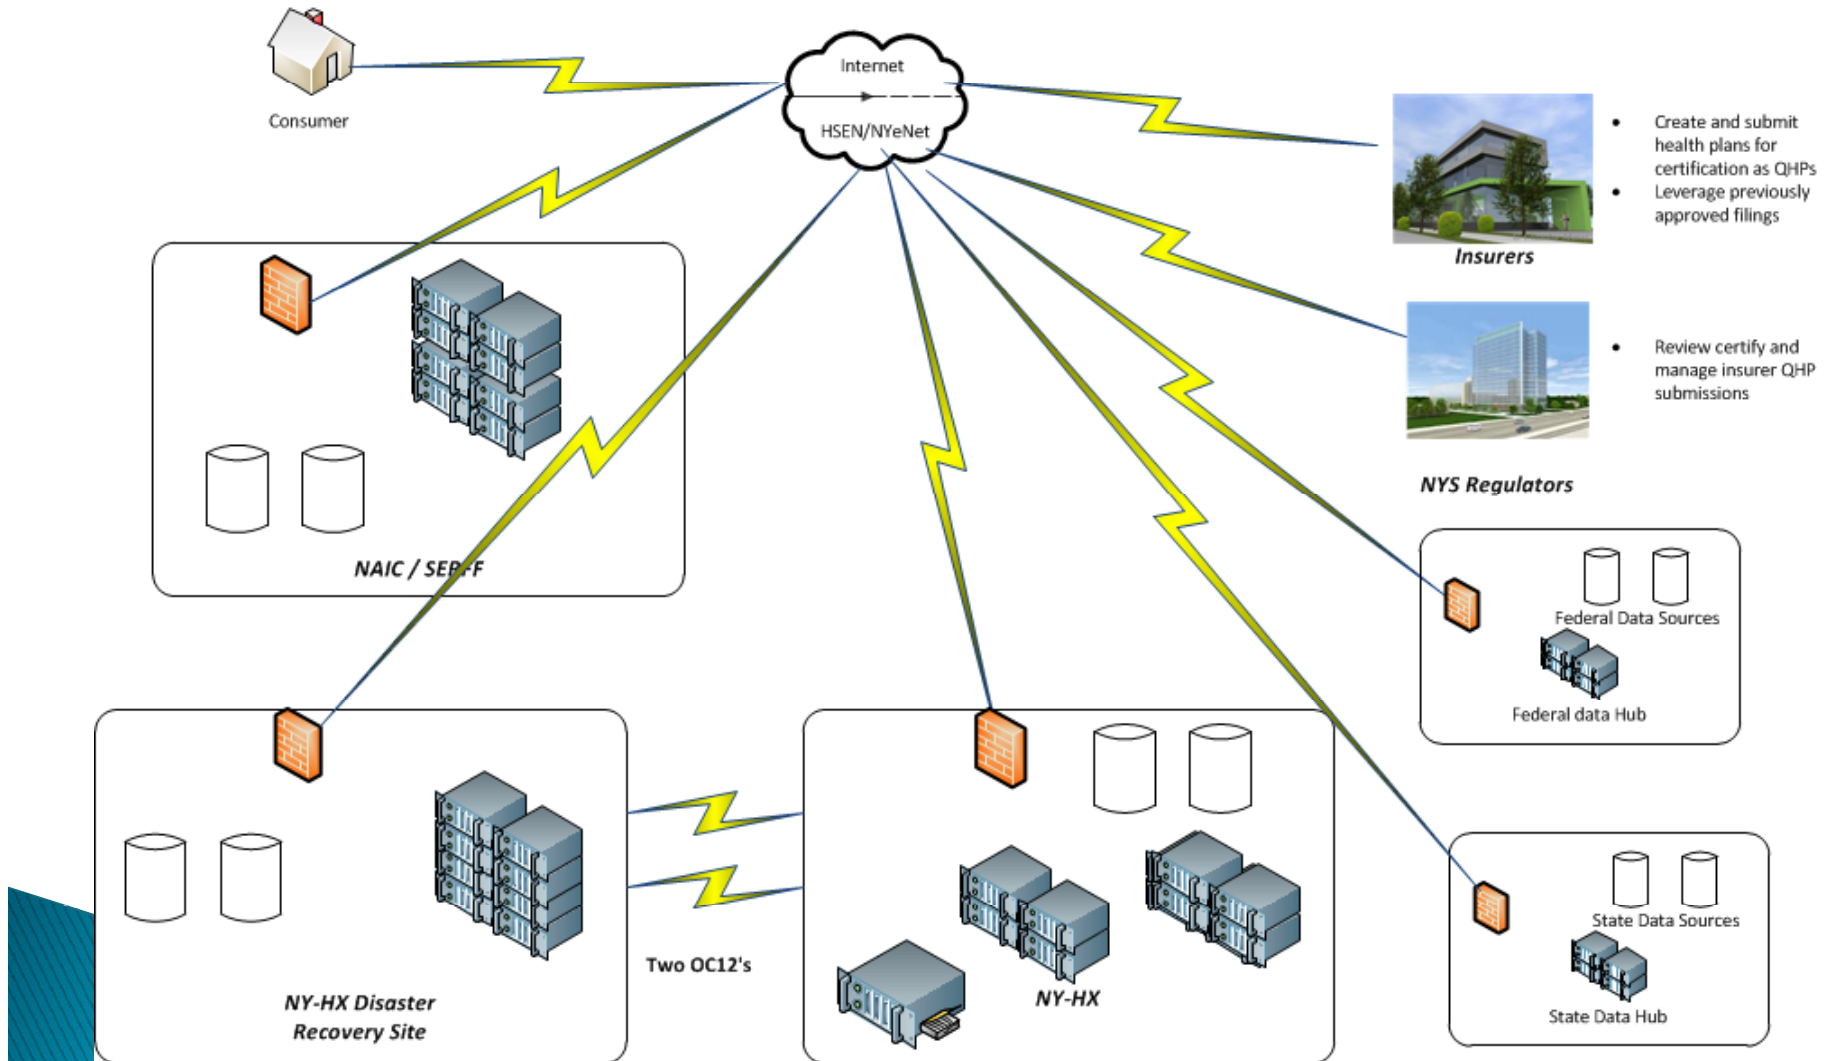 Consumer
Internet
HSEN/NYeNet
• Create and submit
health plans for
certification as QHPs
• Leverage previously
approved filings
Insurers
• Review certify and
manage insurer QHP
submissions
NYS Regulators
NAIC / SERFF
Federal Data Sources
Federal data Hub
State Data Sources
State Data Hub
Two OC12's
NY-HX Disaster
Recovery Site
NY-HX